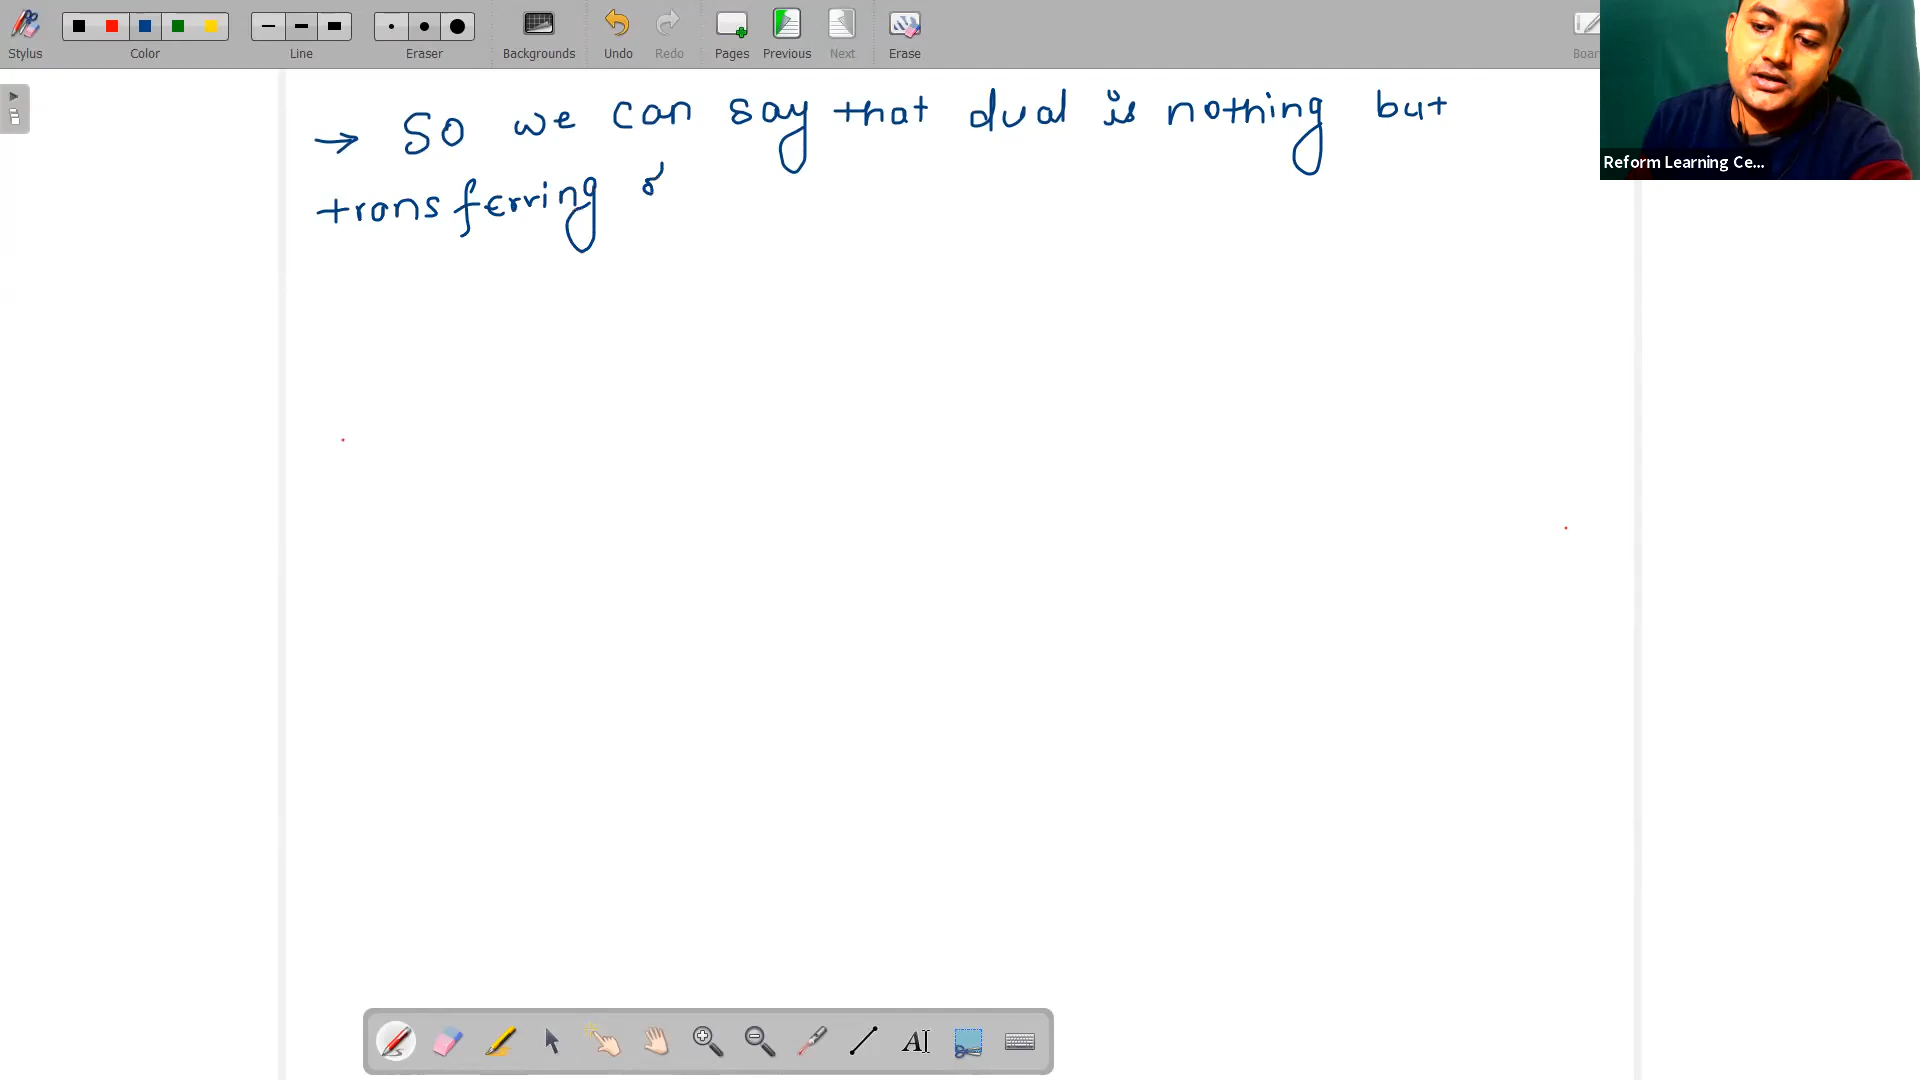 Stylus
Color
Line
Eraser
Backgrounds
Undo
Redo
Pages
Previous
Next
Erase
Boar
Reform Learning Ce...
→ So we can say that dual is nothing but
transferring